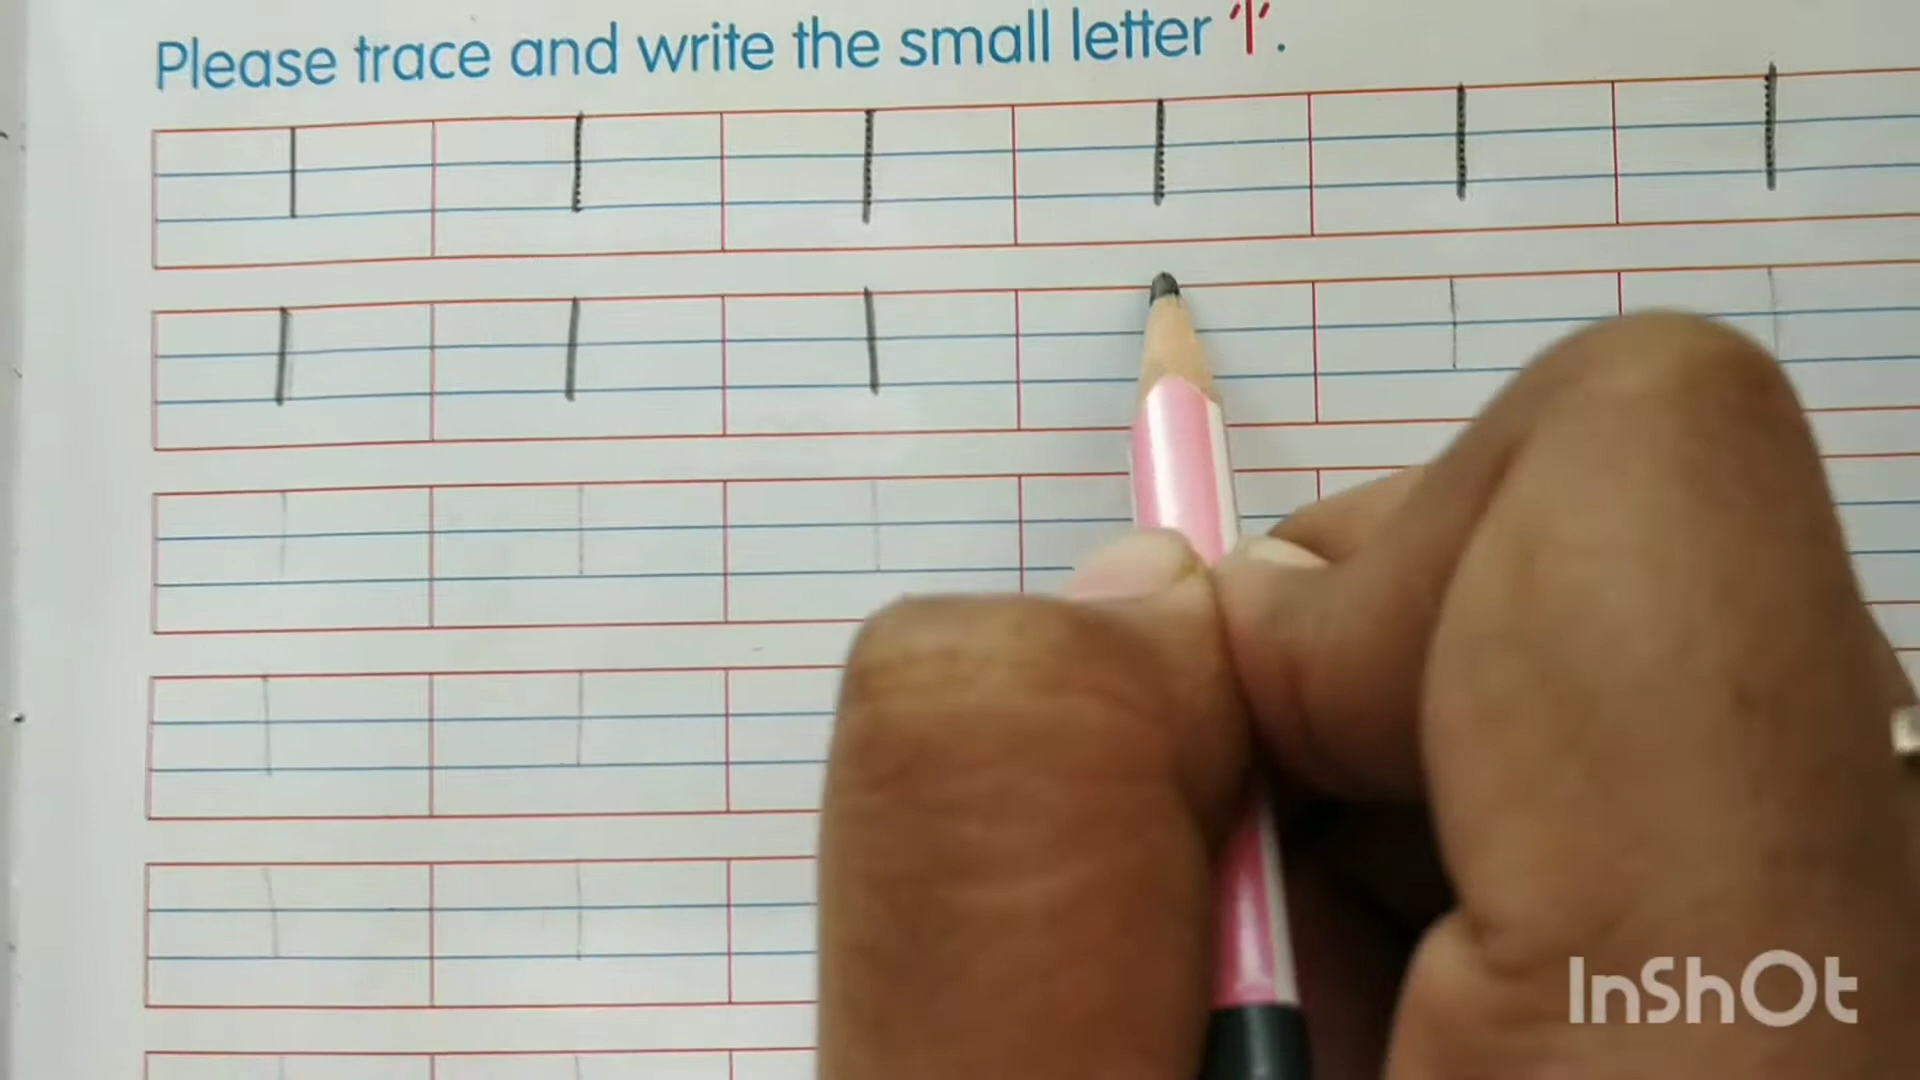 Please trace and write the small letter 'l'.
l l l l l l
l l l l l
InShOt